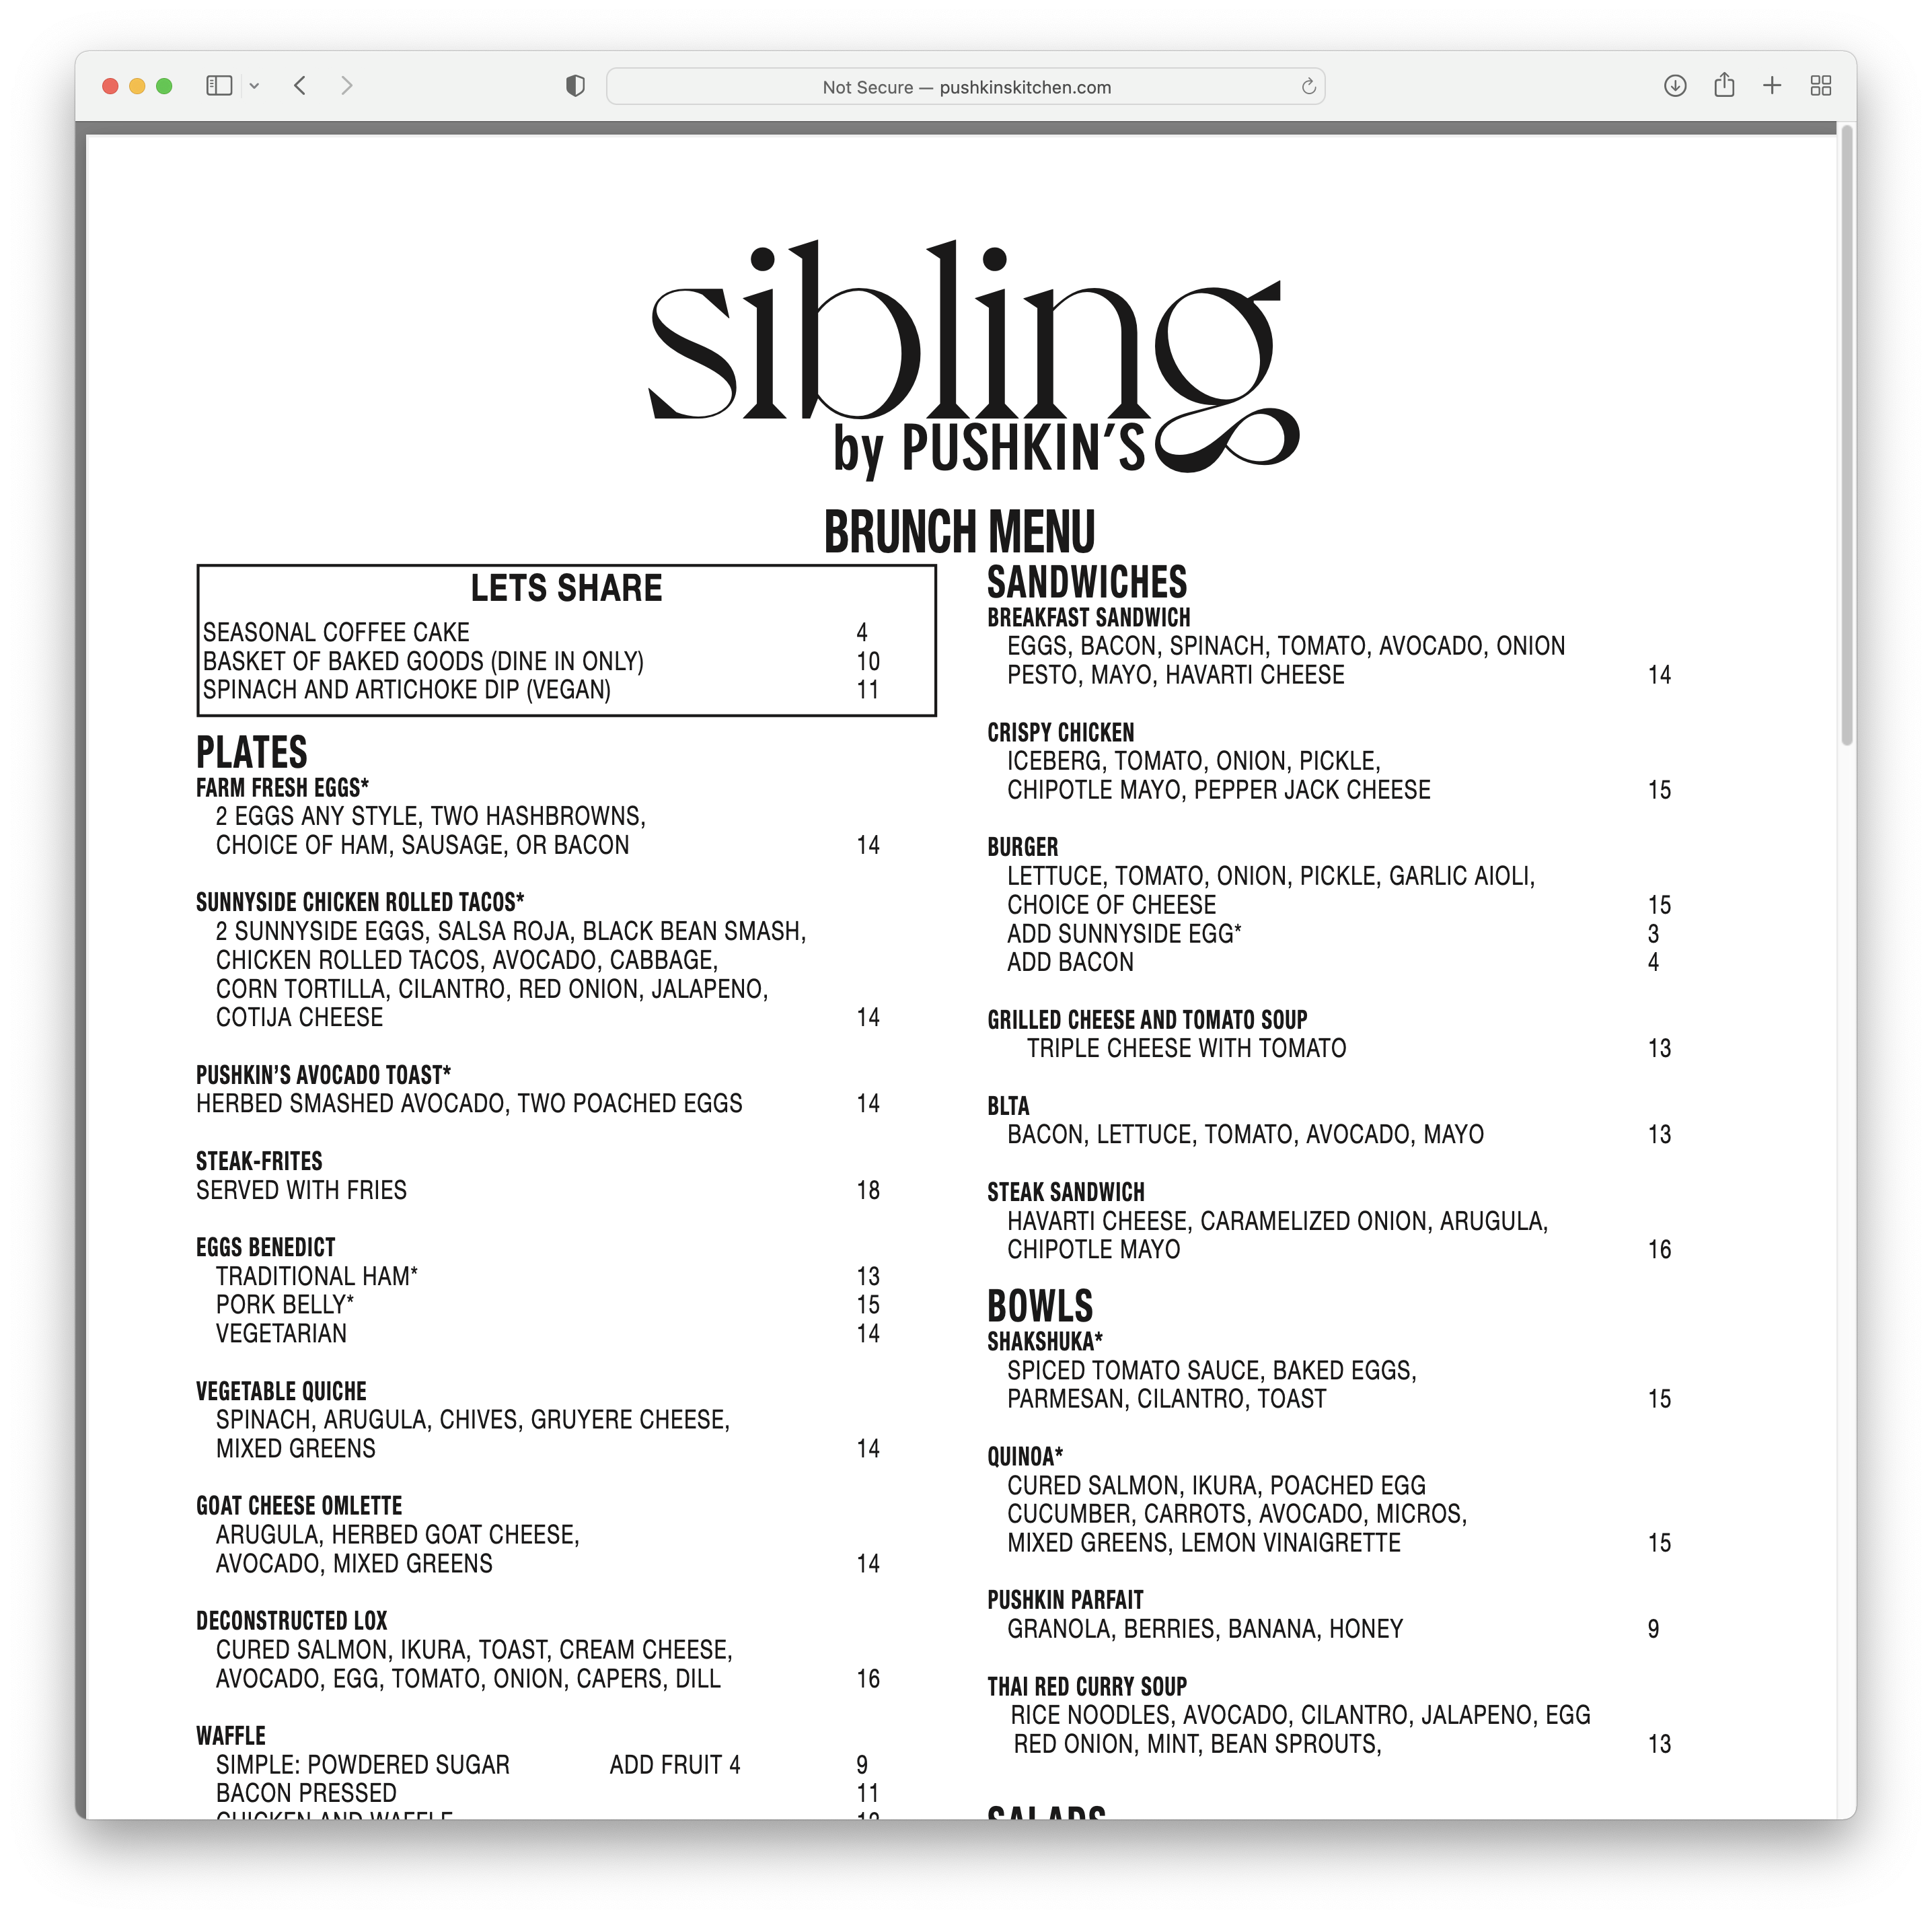 Not Secure — pushkinskitchen.com
sibling
by PUSHKIN'S
BRUNCH MENU
LETS SHARE
SEASONAL COFFEE CAKE 4
BASKET OF BAKED GOODS (DINE IN ONLY) 10
SPINACH AND ARTICHOKE DIP (VEGAN) 11
PLATES
FARM FRESH EGGS*
2 EGGS ANY STYLE, TWO HASHBROWNS,
CHOICE OF HAM, SAUSAGE, OR BACON 14
SUNNYSIDE CHICKEN ROLLED TACOS*
2 SUNNYSIDE EGGS, SALSA ROJA, BLACK BEAN SMASH,
CHICKEN ROLLED TACOS, AVOCADO, CABBAGE,
CORN TORTILLA, CILANTRO, RED ONION, JALAPENO,
COTIJA CHEESE 14
PUSHKIN'S AVOCADO TOAST*
HERBED SMASHED AVOCADO, TWO POACHED EGGS 14
STEAK-FRITES
SERVED WITH FRIES 18
EGGS BENEDICT
TRADITIONAL HAM* 13
PORK BELLY* 15
VEGETARIAN 14
VEGETABLE QUICHE
SPINACH, ARUGULA, CHIVES, GRUYERE CHEESE,
MIXED GREENS 14
GOAT CHEESE OMLETTE
ARUGULA, HERBED GOAT CHEESE,
AVOCADO, MIXED GREENS 14
DECONSTRUCTED LOX
CURED SALMON, IKURA, TOAST, CREAM CHEESE,
AVOCADO, EGG, TOMATO, ONION, CAPERS, DILL 16
WAFFLE
SIMPLE: POWDERED SUGAR ADD FRUIT 4 9
BACON PRESSED 11
CHICKEN AND WAFFLE
SANDWICHES
BREAKFAST SANDWICH
EGGS, BACON, SPINACH, TOMATO, AVOCADO, ONION
PESTO, MAYO, HAVARTI CHEESE 14
CRISPY CHICKEN
ICEBERG, TOMATO, ONION, PICKLE,
CHIPOTLE MAYO, PEPPER JACK CHEESE 15
BURGER
LETTUCE, TOMATO, ONION, PICKLE, GARLIC AIOLI,
CHOICE OF CHEESE 15
ADD SUNNYSIDE EGG* 3
ADD BACON 4
GRILLED CHEESE AND TOMATO SOUP
TRIPLE CHEESE WITH TOMATO 13
BLTA
BACON, LETTUCE, TOMATO, AVOCADO, MAYO 13
STEAK SANDWICH
HAVARTI CHEESE, CARAMELIZED ONION, ARUGULA,
CHIPOTLE MAYO 16
BOWLS
SHAKSHUKA*
SPICED TOMATO SAUCE, BAKED EGGS,
PARMESAN, CILANTRO, TOAST 15
QUINOA*
CURED SALMON, IKURA, POACHED EGG
CUCUMBER, CARROTS, AVOCADO, MICROS,
MIXED GREENS, LEMON VINAIGRETTE 15
PUSHKIN PARFAIT
GRANOLA, BERRIES, BANANA, HONEY 9
THAI RED CURRY SOUP
RICE NOODLES, AVOCADO, CILANTRO, JALAPENO, EGG
RED ONION, MINT, BEAN SPROUTS, 13
SALADS